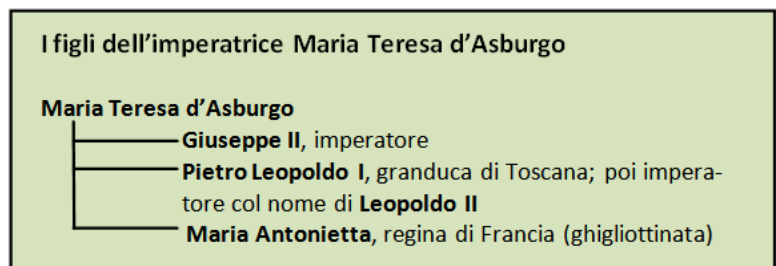 I figli dell’imperatrice Maria Teresa d’Asburgo
Maria Teresa d’Asburgo
Giuseppe II, imperatore
Pietro Leopoldo I, granduca di Toscana; poi impera-
tore col nome di Leopoldo II
Maria Antonietta, regina di Francia (ghigliottinata)